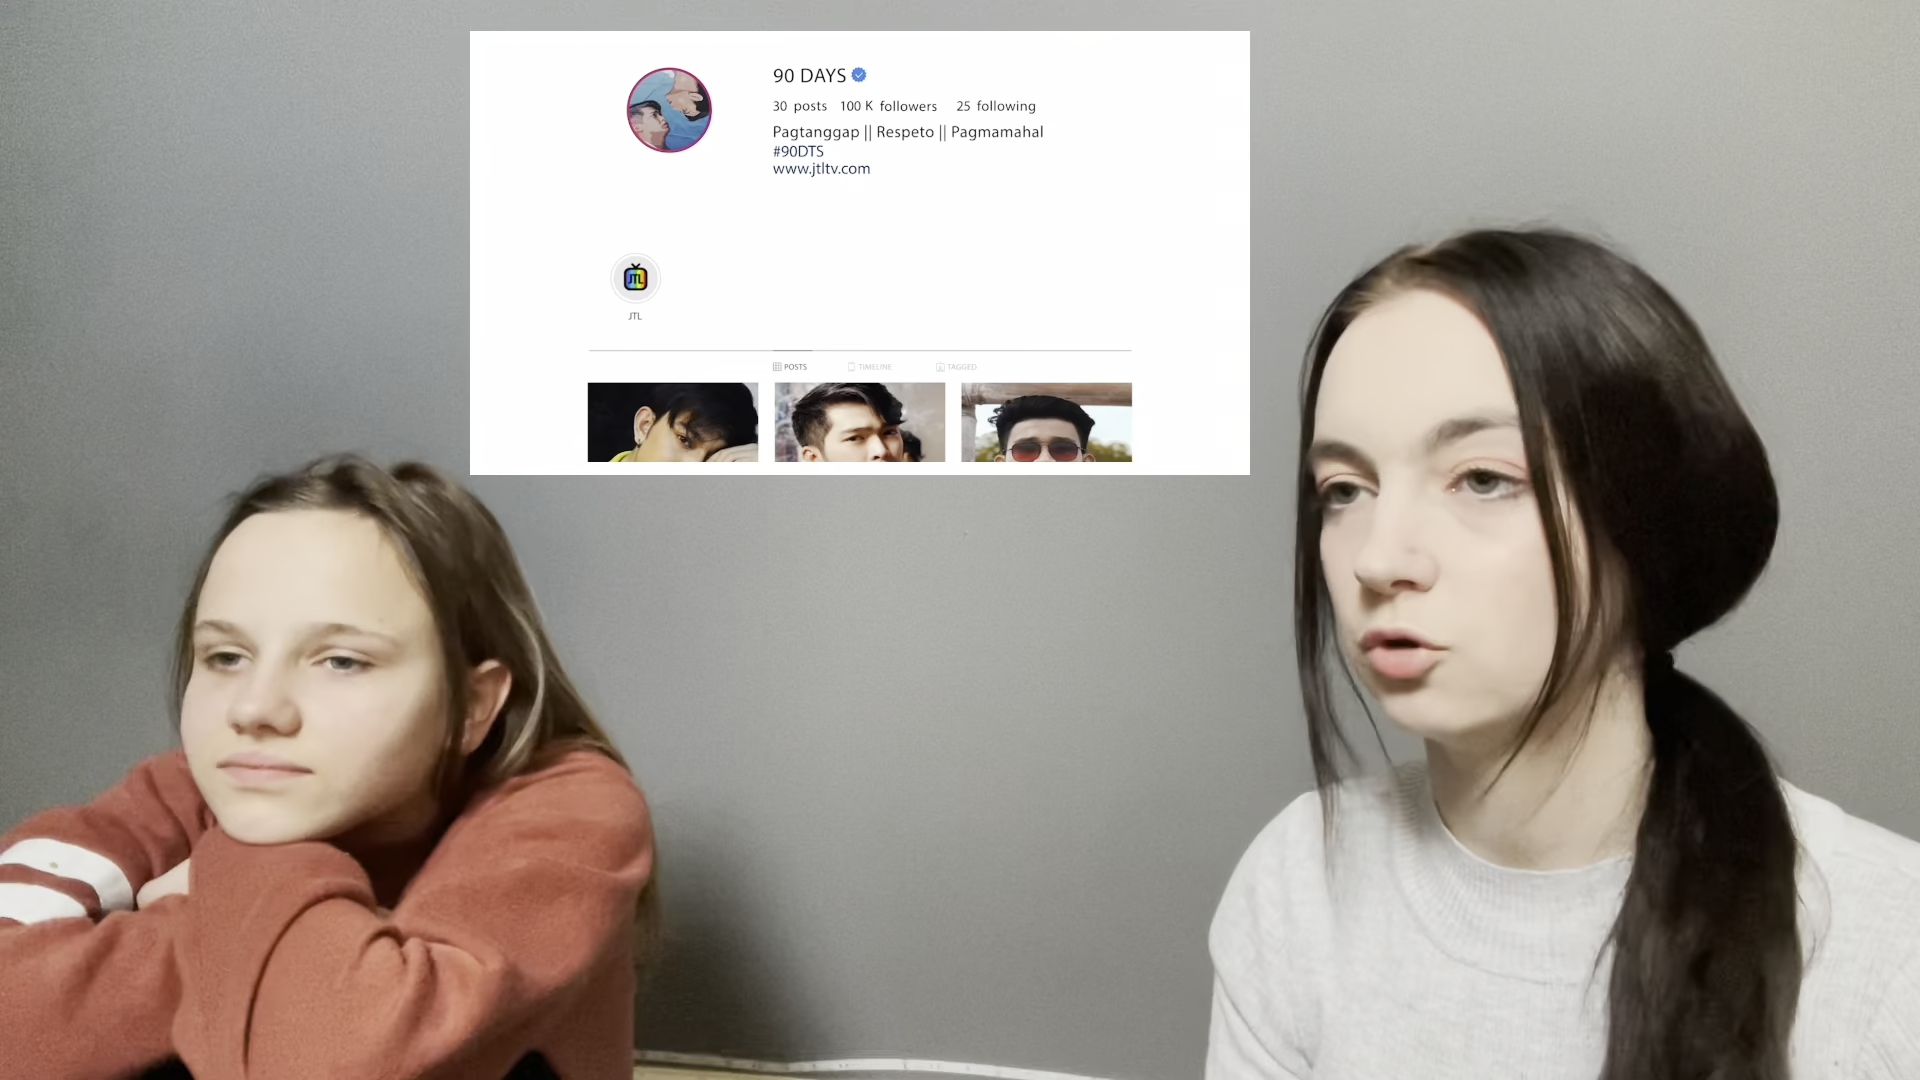 90 DAYS
30 posts 100 K followers 25 following
Pagtanggap || Respeto || Pagmamahal
#90DTS
www.jtltv.com
JTL
JTL
POSTS TIMELINE TAGGED